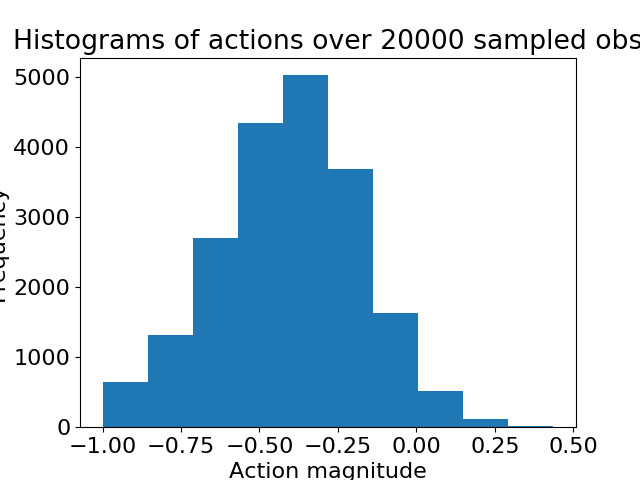 Histograms of actions over 20000 sampled obs
Frequency
5000
4000
3000
2000
1000
0
−1.00 −0.75 −0.50 −0.25 0.00 0.25 0.50
Action magnitude